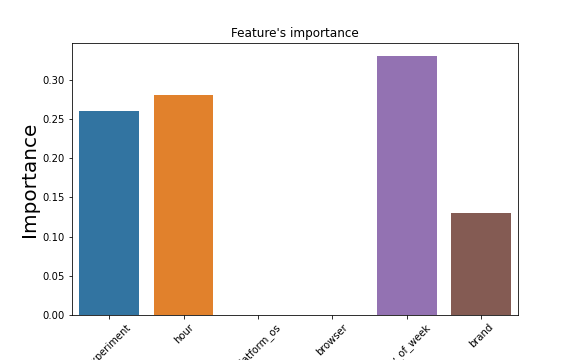 Feature's importance
Importance
0.30
0.25
0.20
0.15
0.10
0.05
0.00
xperiment
hour
atform_os
browser
_of_week
brand